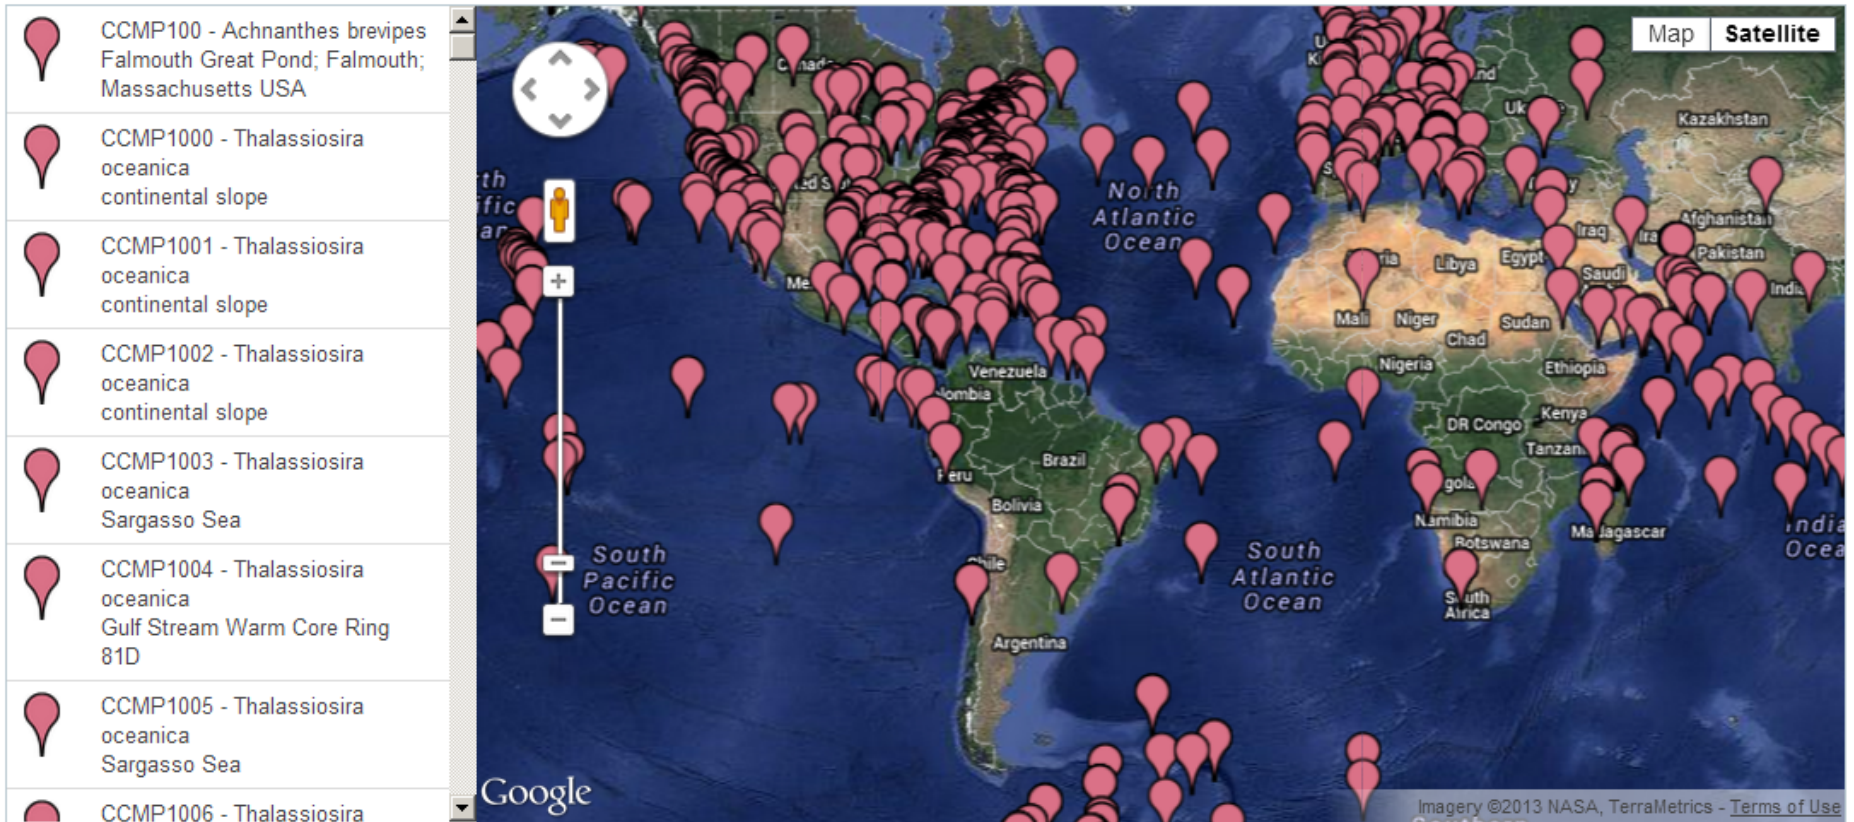 CCMP100 - Achnanthes brevipes
Falmouth Great Pond; Falmouth;
Massachusetts USA
CCMP1000 - Thalassiosira
oceanica
continental slope
CCMP1001 - Thalassiosira
oceanica
continental slope
CCMP1002 - Thalassiosira
oceanica
continental slope
CCMP1003 - Thalassiosira
oceanica
Sargasso Sea
CCMP1004 - Thalassiosira
oceanica
Gulf Stream Warm Core Ring
81D
CCMP1005 - Thalassiosira
oceanica
Sargasso Sea
CCMP1006 - Thalassiosira
Map
Satellite
Kazakhstan
North
Atlantic
Ocean
Afghanistan
Iraq
Pakistan
Libya
Egypt
Saudi
Mali
Niger
Sudan
Chad
Nigeria
Ethiopia
Venezuela
Kenya
DR Congo
Brazil
Peru
Bolivia
Namibia
Botswana
Madagascar
South
Pacific
Ocean
Chile
South
Atlantic
Ocean
South
Africa
Argentina
Google
Imagery ©2013 NASA, TerraMetrics - Terms of Use